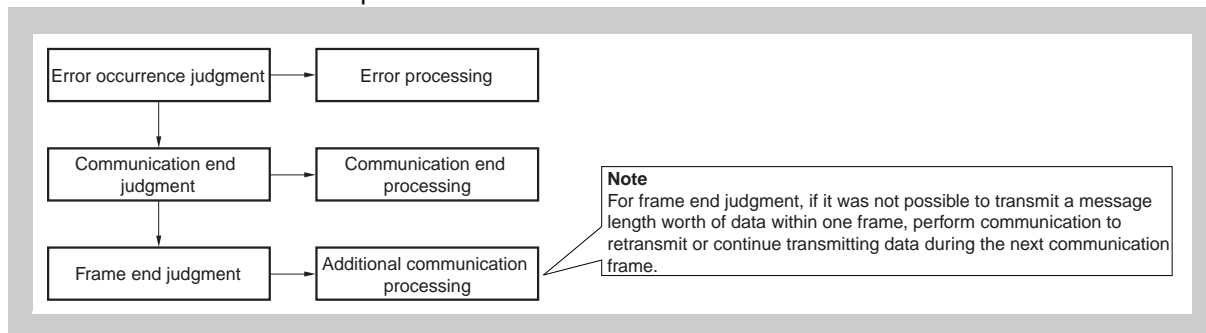 Error occurrence judgment
Error processing
Communication end
judgment
Communication end
processing
Note
For frame end judgment, if it was not possible to transmit a message
length worth of data within one frame, perform communication to
retransmit or continue transmitting data during the next communication
frame.
Frame end judgment
Additional communication
processing